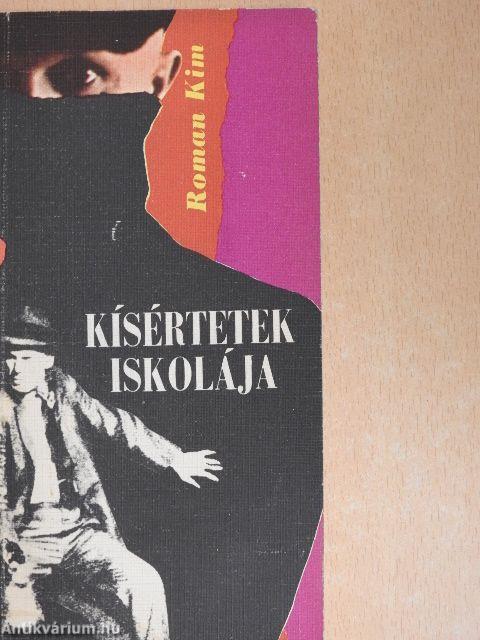 Roman Kim
KÍSÉRTETEK
ISKOLÁJA
Antikvárium.hu